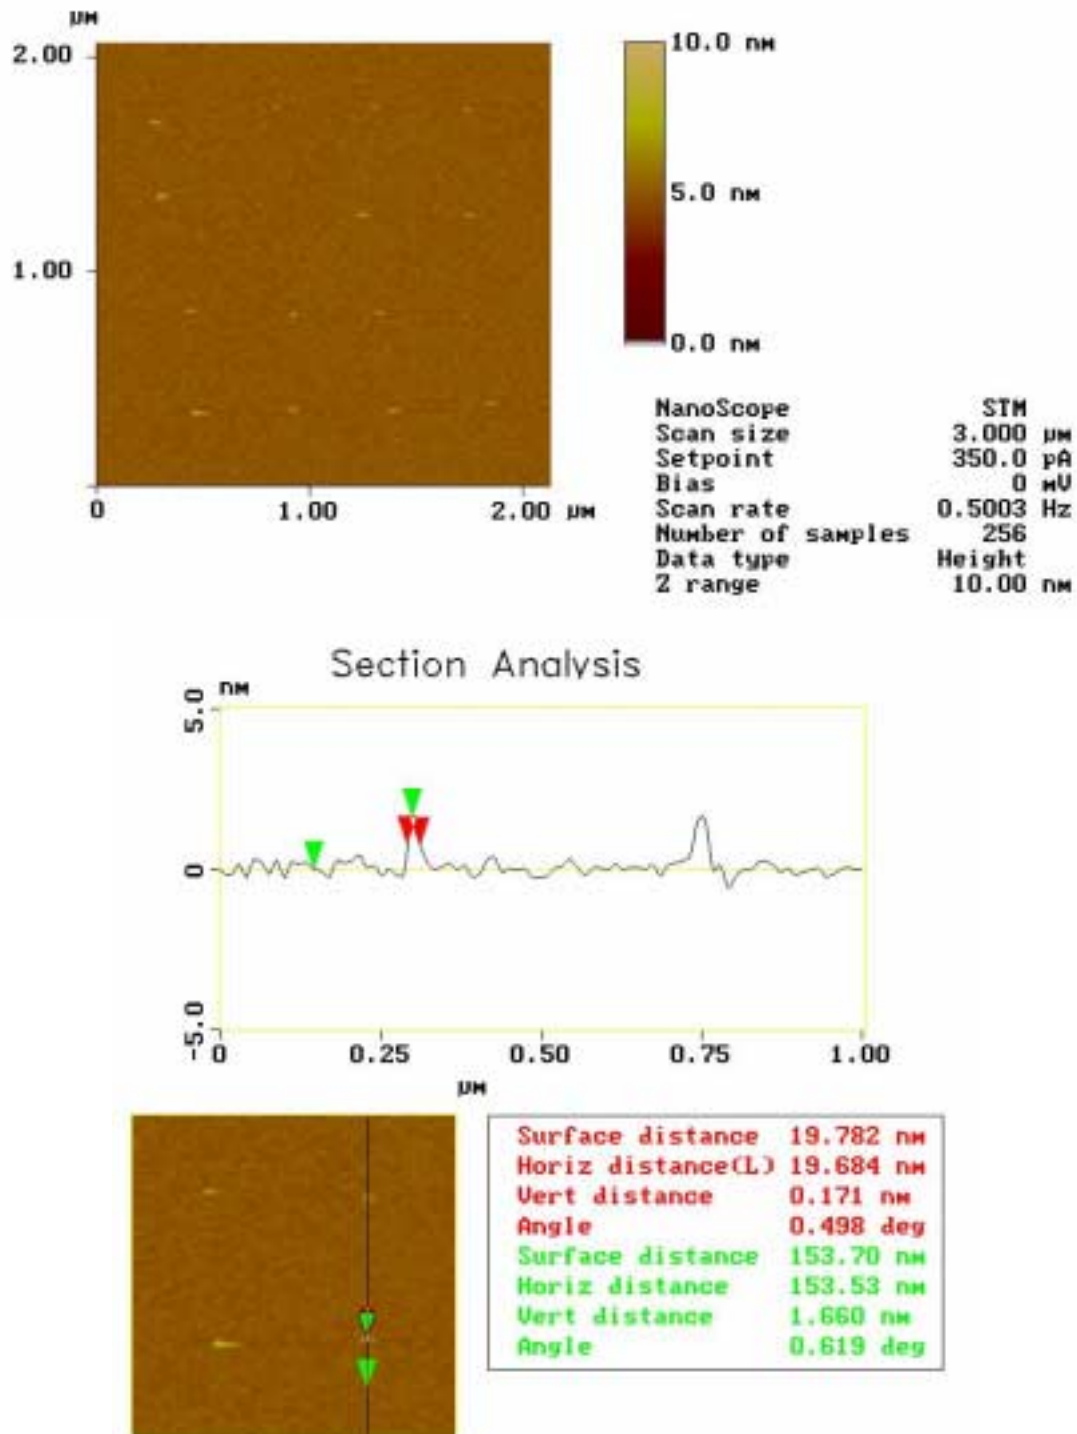 µm
2.00
1.00
0 1.00 2.00 µm
10.0 nm
5.0 nm
0.0 nm
NanoScope STM
Scan size 3.000 µm
Setpoint 350.0 pA
Bias 0 mV
Scan rate 0.5003 Hz
Number of samples 256
Data type Height
Z range 10.00 nm
Section Analysis
nm
5.0
0
-5.0
0 0.25 0.50 0.75 1.00
µm
Surface distance 19.782 nm
Horiz distance(L) 19.684 nm
Vert distance 0.171 nm
Angle 0.498 deg
Surface distance 153.70 nm
Horiz distance 153.53 nm
Vert distance 1.660 nm
Angle 0.619 deg